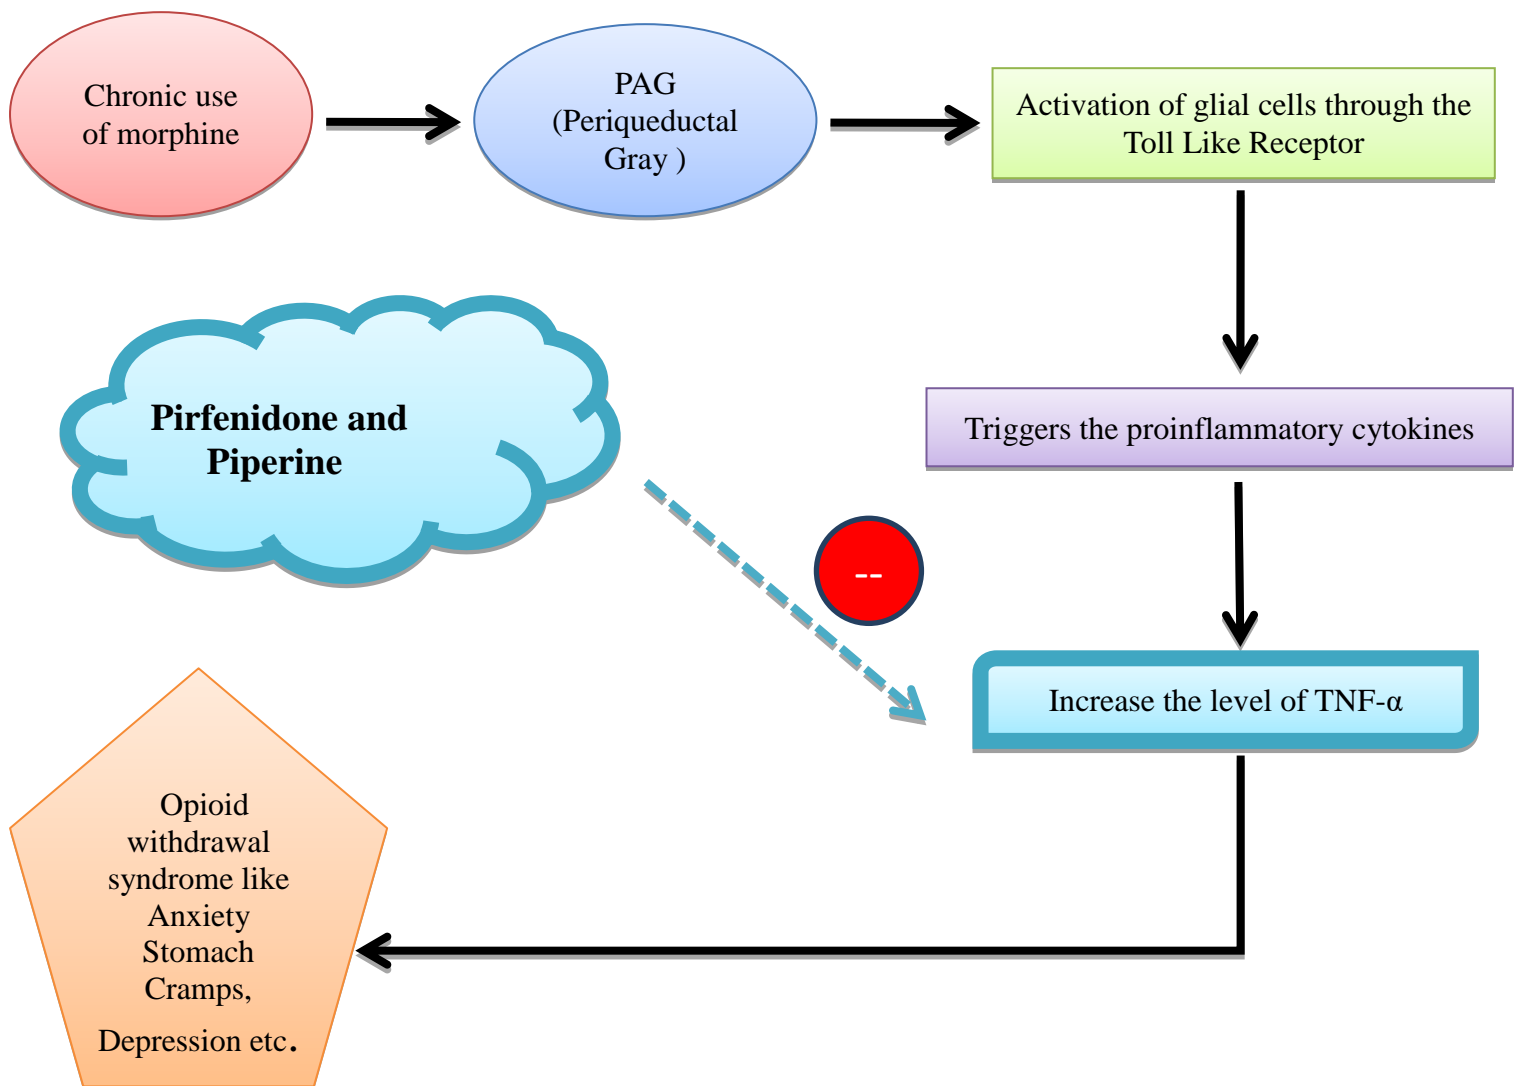 Chronic use
of morphine
PAG
(Periqueductal
Gray )
Activation of glial cells through the
Toll Like Receptor
Pirfenidone and
Piperine
Triggers the proinflammatory cytokines
--
Increase the level of TNF-α
Opioid
withdrawal
syndrome like
Anxiety
Stomach
Cramps,
Depression etc.